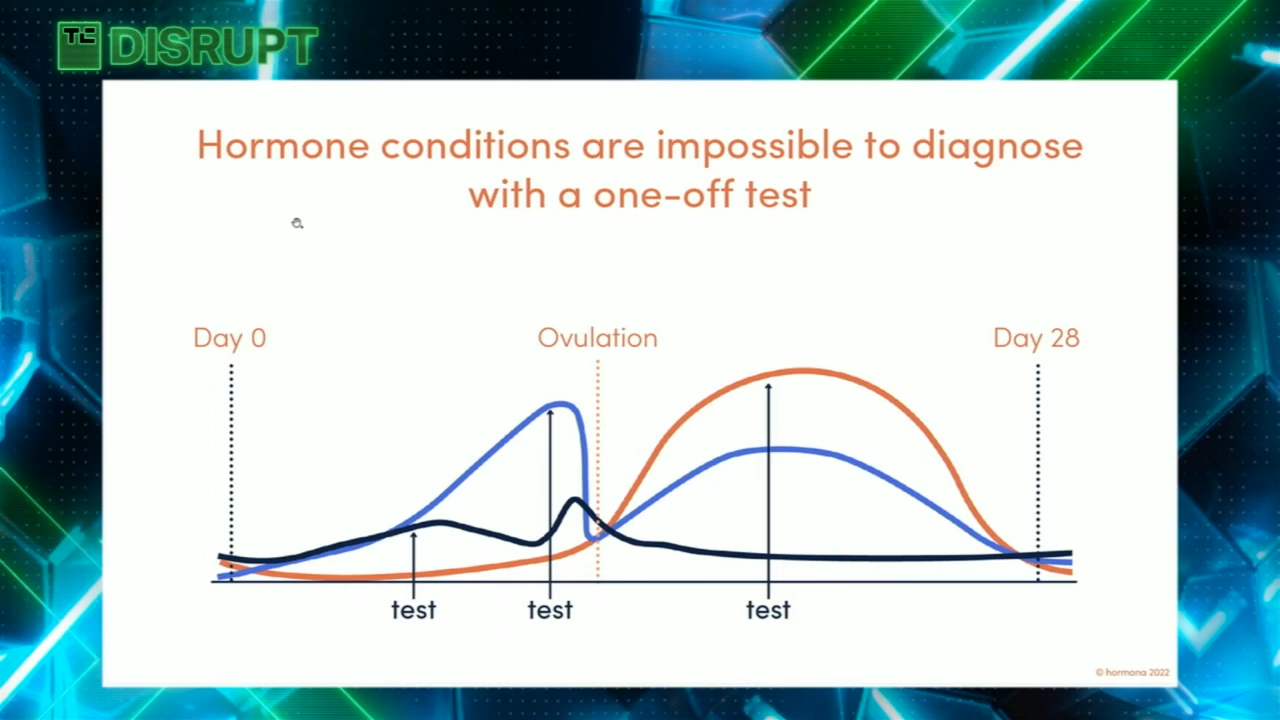 TC DISRUPT
Hormone conditions are impossible to diagnose
with a one-off test
Day 0
Ovulation
Day 28
test
test
test
© hormona 2022